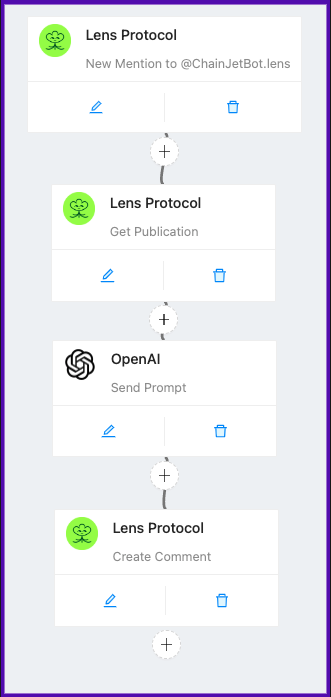 Lens Protocol
New Mention to @ChainJetBot.lens
Lens Protocol
Get Publication
OpenAI
Send Prompt
Lens Protocol
Create Comment